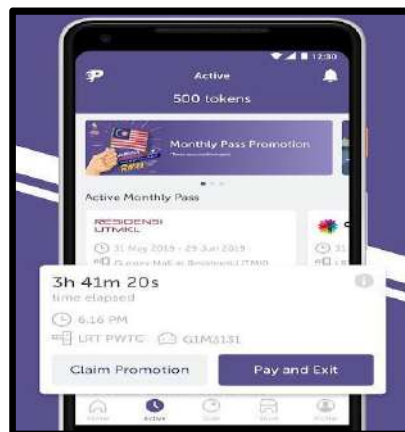 12:30
Active
500 tokens
Monthly Pass Promotion
Active Monthly Pass
RESIDENSI
UTMKL
31 May 2019 - 29 Jun 2019
31
3h 41m 20s
time elapsed
6.16 PM
LRT PWTC
Claim Promotion
Pay and Exit
Active